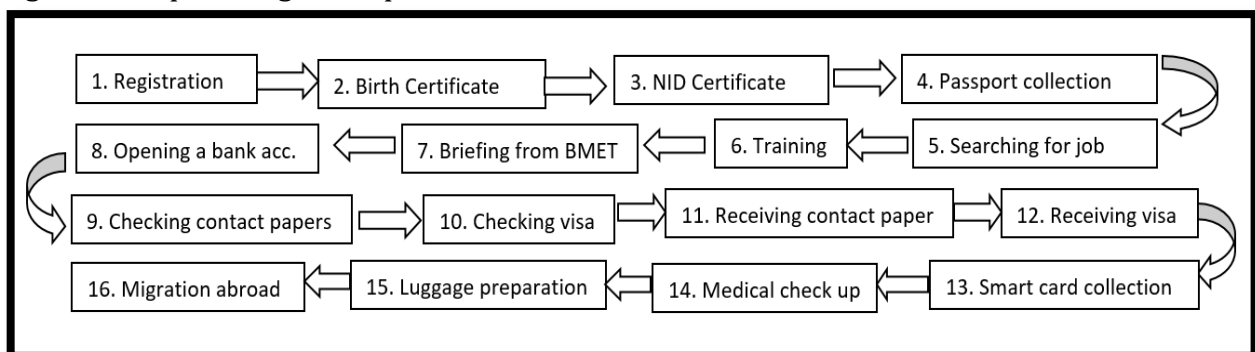 1. Registration
2. Birth Certificate
3. NID Certificate
4. Passport collection
5. Searching for job
6. Training
7. Briefing from BMET
8. Opening a bank acc.
9. Checking contact papers
10. Checking visa
11. Receiving contact paper
12. Receiving visa
13. Smart card collection
14. Medical check up
15. Luggage preparation
16. Migration abroad